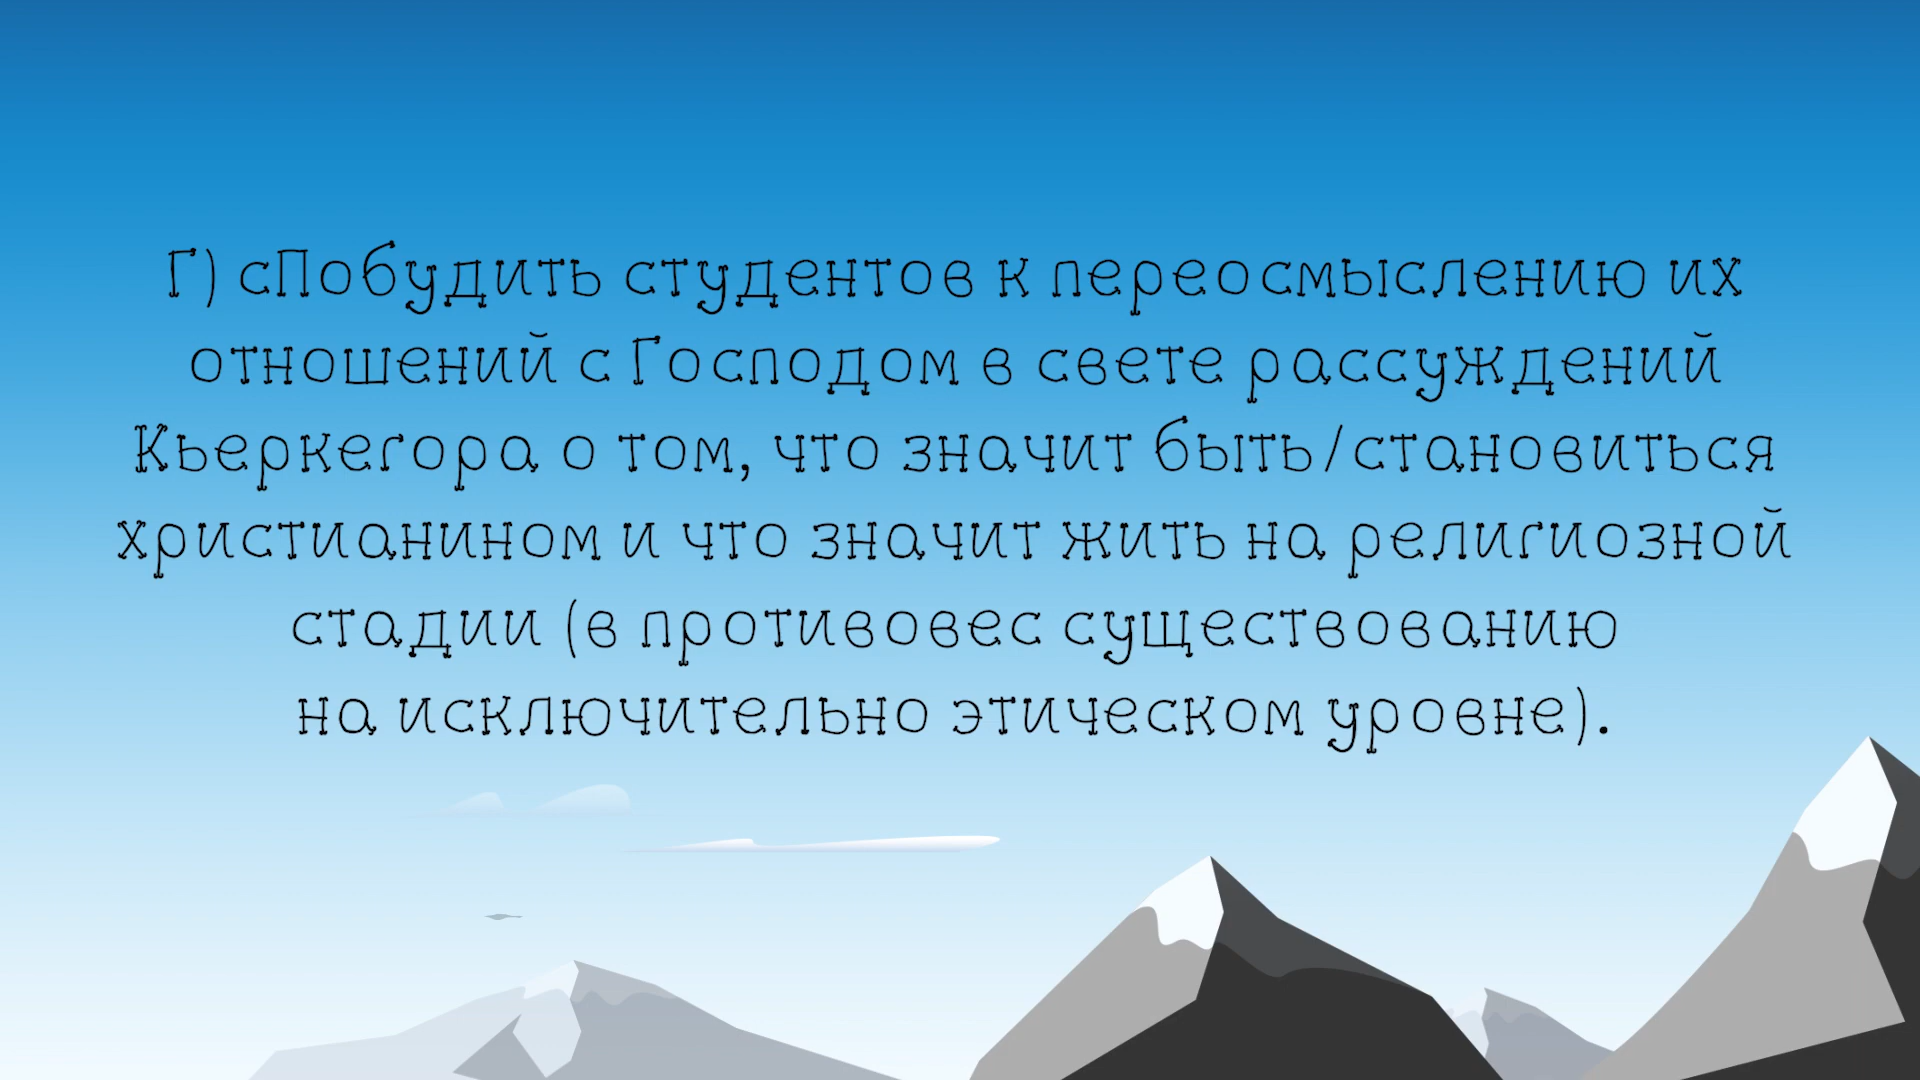 Г) сПобудить студентов к переосмыслению их
отношений с Господом в свете рассуждений
Кьеркегора о том, что значит быть/становиться
христианином и что значит жить на религиозной
стадии (в противовес существованию
на исключительно этическом уровне).